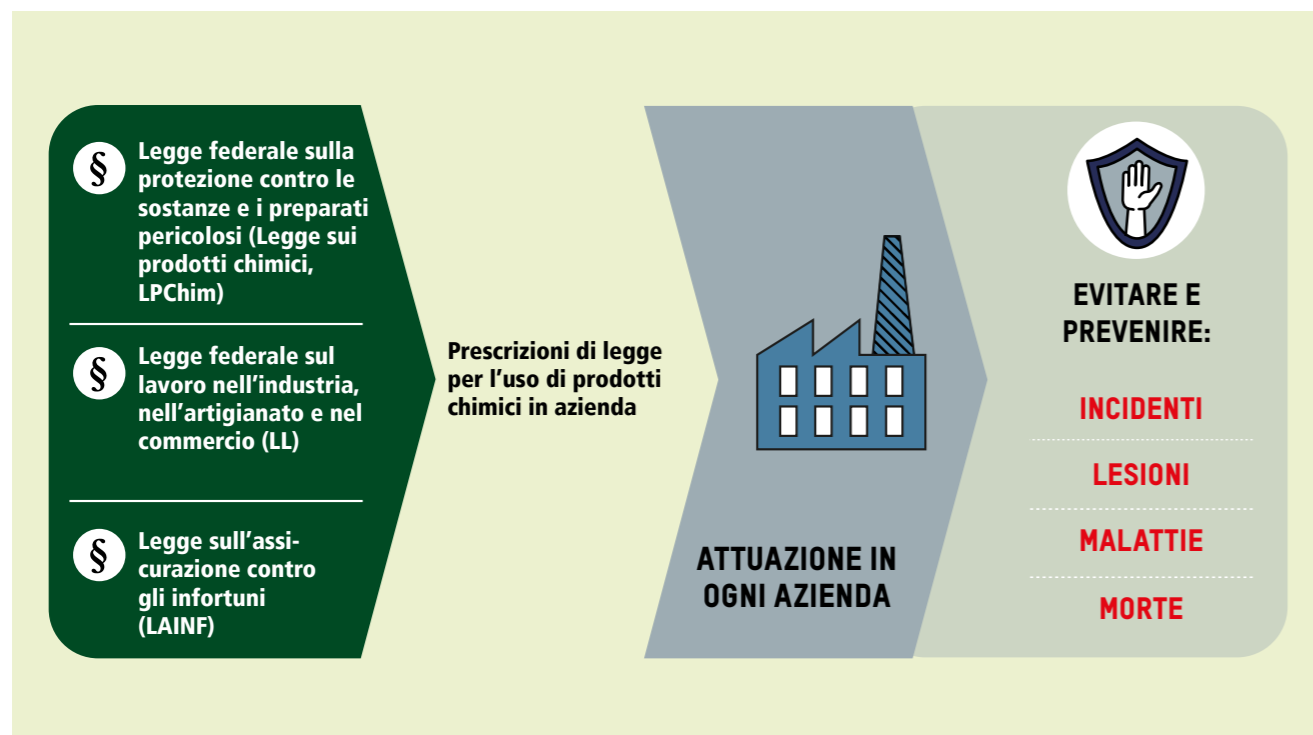 §
Legge federale sulla
protezione contro le
sostanze e i preparati
pericolosi (Legge sui
prodotti chimici,
LPChim)
§
Legge federale sul
lavoro nell’industria,
nell’artigianato e nel
commercio (LL)
§
Legge sull’assi-
curazione contro
gli infortuni
(LAINF)
Prescrizioni di legge
per l’uso di prodotti
chimici in azienda
ATTUAZIONE IN
OGNI AZIENDA
EVITARE E
PREVENIRE:
INCIDENTI
LESIONI
MALATTIE
MORTE